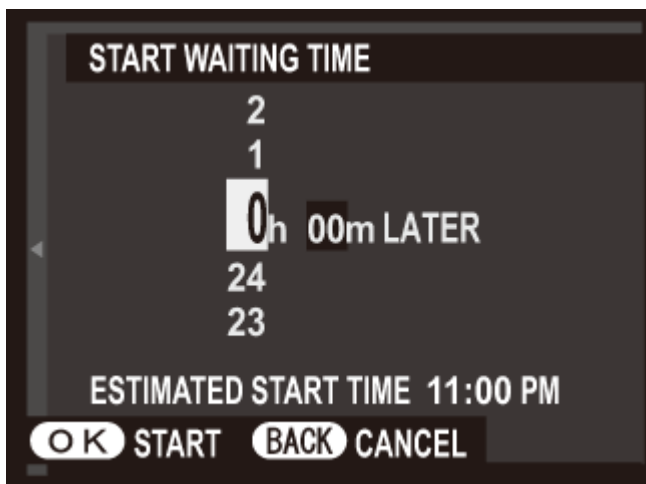 START WAITING TIME
2
1
0h 00m LATER
24
23
ESTIMATED START TIME 11:00 PM
OK START BACK CANCEL